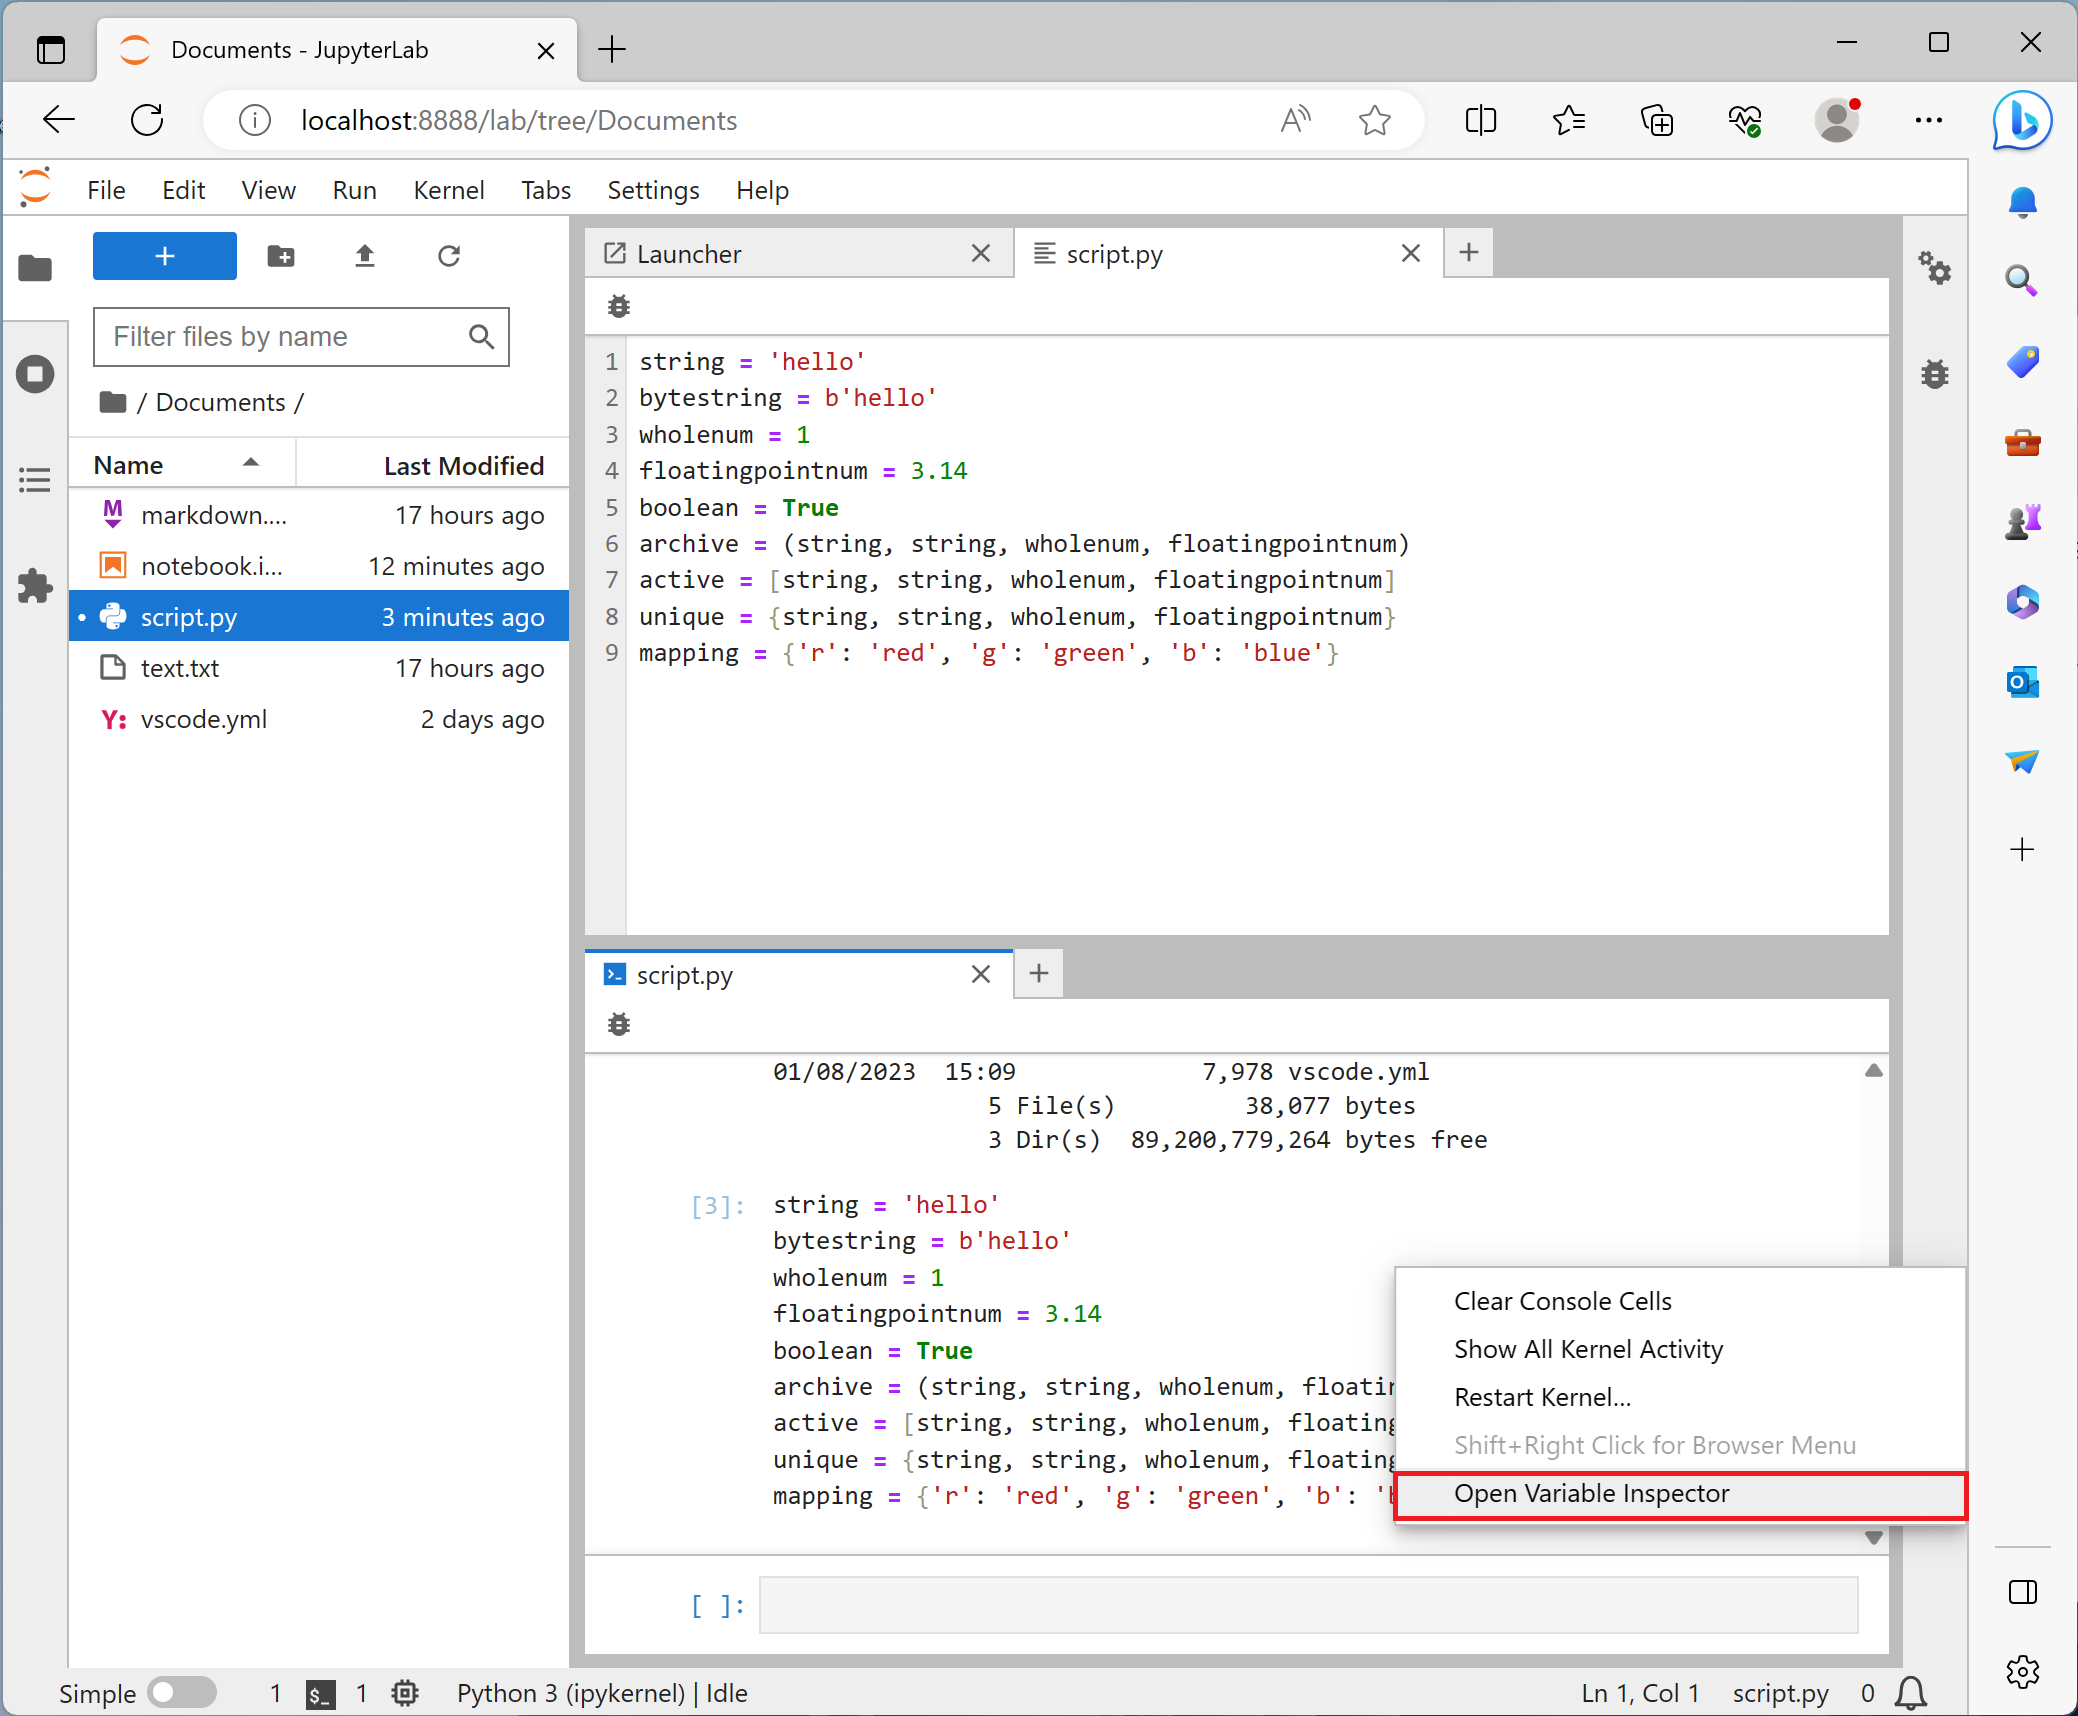 Documents - JupyterLab
localhost:8888/lab/tree/Documents
File Edit View Run Kernel Tabs Settings Help
Filter files by name
/ Documents /
Name Last Modified
markdown.... 17 hours ago
notebook.i... 12 minutes ago
script.py 3 minutes ago
text.txt 17 hours ago
vscode.yml 2 days ago
Launcher script.py
1 string = 'hello'
2 bytestring = b'hello'
3 wholenum = 1
4 floatingpointnum = 3.14
5 boolean = True
6 archive = (string, string, wholenum, floatingpointnum)
7 active = [string, string, wholenum, floatingpointnum]
8 unique = {string, string, wholenum, floatingpointnum}
9 mapping = {'r': 'red', 'g': 'green', 'b': 'blue'}
script.py
01/08/2023  15:09             7,978 vscode.yml
5 File(s)         38,077 bytes
3 Dir(s)  89,200,779,264 bytes free
[3]: string = 'hello'
bytestring = b'hello'
wholenum = 1
floatingpointnum = 3.14
boolean = True
archive = (string, string, wholenum, floatin
active = [string, string, wholenum, floating
unique = {string, string, wholenum, floating
mapping = {'r': 'red', 'g': 'green', 'b': '
Clear Console Cells
Show All Kernel Activity
Restart Kernel...
Shift+Right Click for Browser Menu
Open Variable Inspector
[ ]:
Simple 1 $_ 1 Python 3 (ipykernel) | Idle Ln 1, Col 1 script.py 0